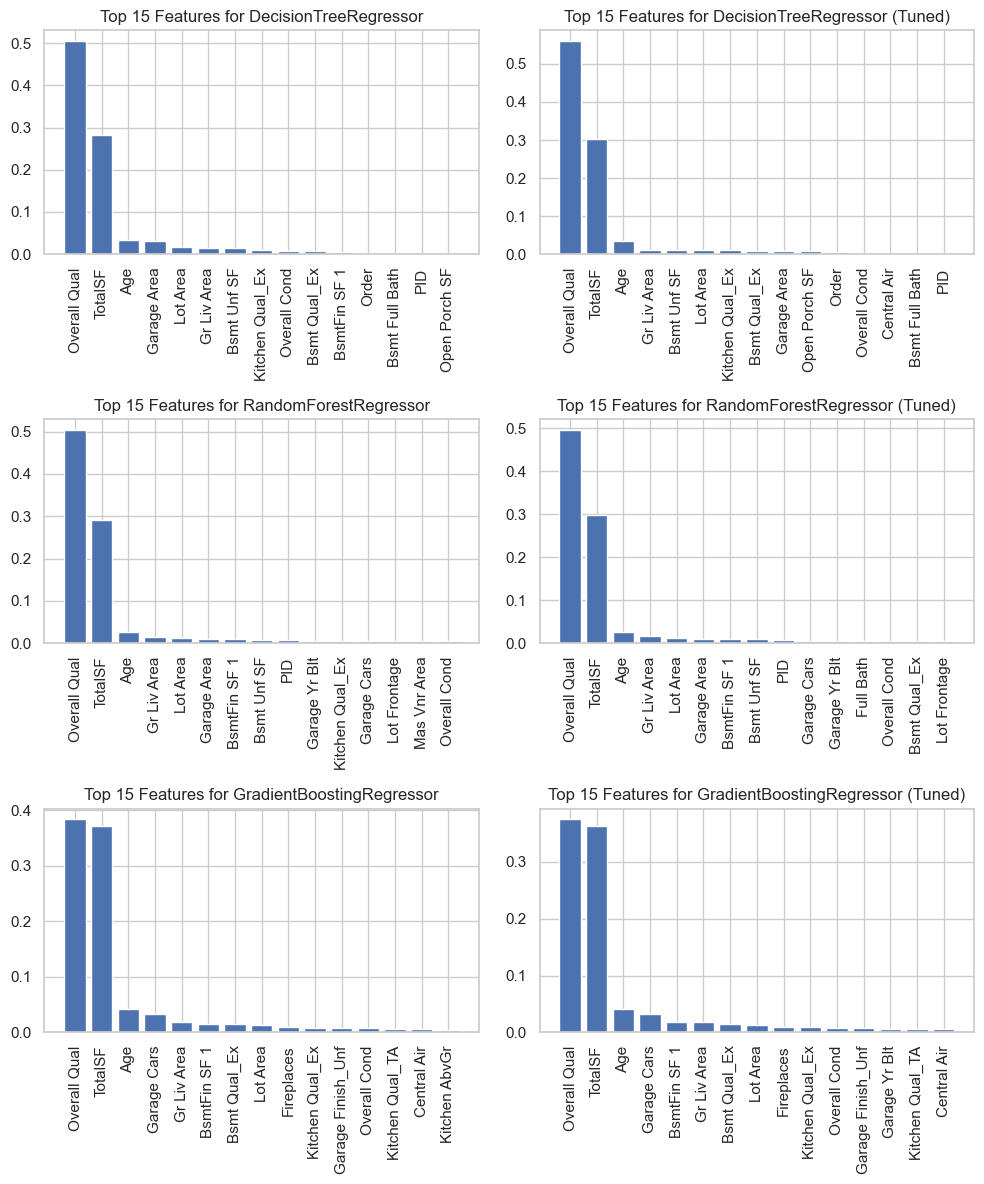 Top 15 Features for DecisionTreeRegressor
0.5
0.4
0.3
0.2
0.1
0.0
Overall Qual
TotalSF
Age
Garage Area
Lot Area
Gr Liv Area
Bsmt Unf SF
Kitchen Qual_Ex
Overall Cond
Bsmt Qual_Ex
BsmtFin SF 1
Order
Bsmt Full Bath
PID
Open Porch SF
Top 15 Features for DecisionTreeRegressor (Tuned)
0.5
0.4
0.3
0.2
0.1
0.0
Overall Qual
TotalSF
Age
Gr Liv Area
Bsmt Unf SF
Lot Area
Kitchen Qual_Ex
Bsmt Qual_Ex
Garage Area
Open Porch SF
Order
Overall Cond
Central Air
Bsmt Full Bath
PID
Top 15 Features for RandomForestRegressor
0.5
0.4
0.3
0.2
0.1
0.0
Overall Qual
TotalSF
Age
Gr Liv Area
Lot Area
Garage Area
BsmtFin SF 1
Bsmt Unf SF
PID
Garage Yr Blt
Kitchen Qual_Ex
Garage Cars
Lot Frontage
Mas Vnr Area
Overall Cond
Top 15 Features for RandomForestRegressor (Tuned)
0.5
0.4
0.3
0.2
0.1
0.0
Overall Qual
TotalSF
Age
Gr Liv Area
Lot Area
Garage Area
BsmtFin SF 1
Bsmt Unf SF
PID
Garage Cars
Garage Yr Blt
Full Bath
Overall Cond
Bsmt Qual_Ex
Lot Frontage
Top 15 Features for GradientBoostingRegressor
0.4
0.3
0.2
0.1
0.0
Overall Qual
TotalSF
Age
Garage Cars
Gr Liv Area
BsmtFin SF 1
Bsmt Qual_Ex
Lot Area
Fireplaces
Kitchen Qual_Ex
Garage Finish_Unf
Overall Cond
Kitchen Qual_TA
Central Air
Kitchen AbvGr
Top 15 Features for GradientBoostingRegressor (Tuned)
0.3
0.2
0.1
0.0
Overall Qual
TotalSF
Age
Garage Cars
BsmtFin SF 1
Gr Liv Area
Bsmt Qual_Ex
Lot Area
Fireplaces
Kitchen Qual_Ex
Overall Cond
Garage Finish_Unf
Garage Yr Blt
Kitchen Qual_TA
Central Air